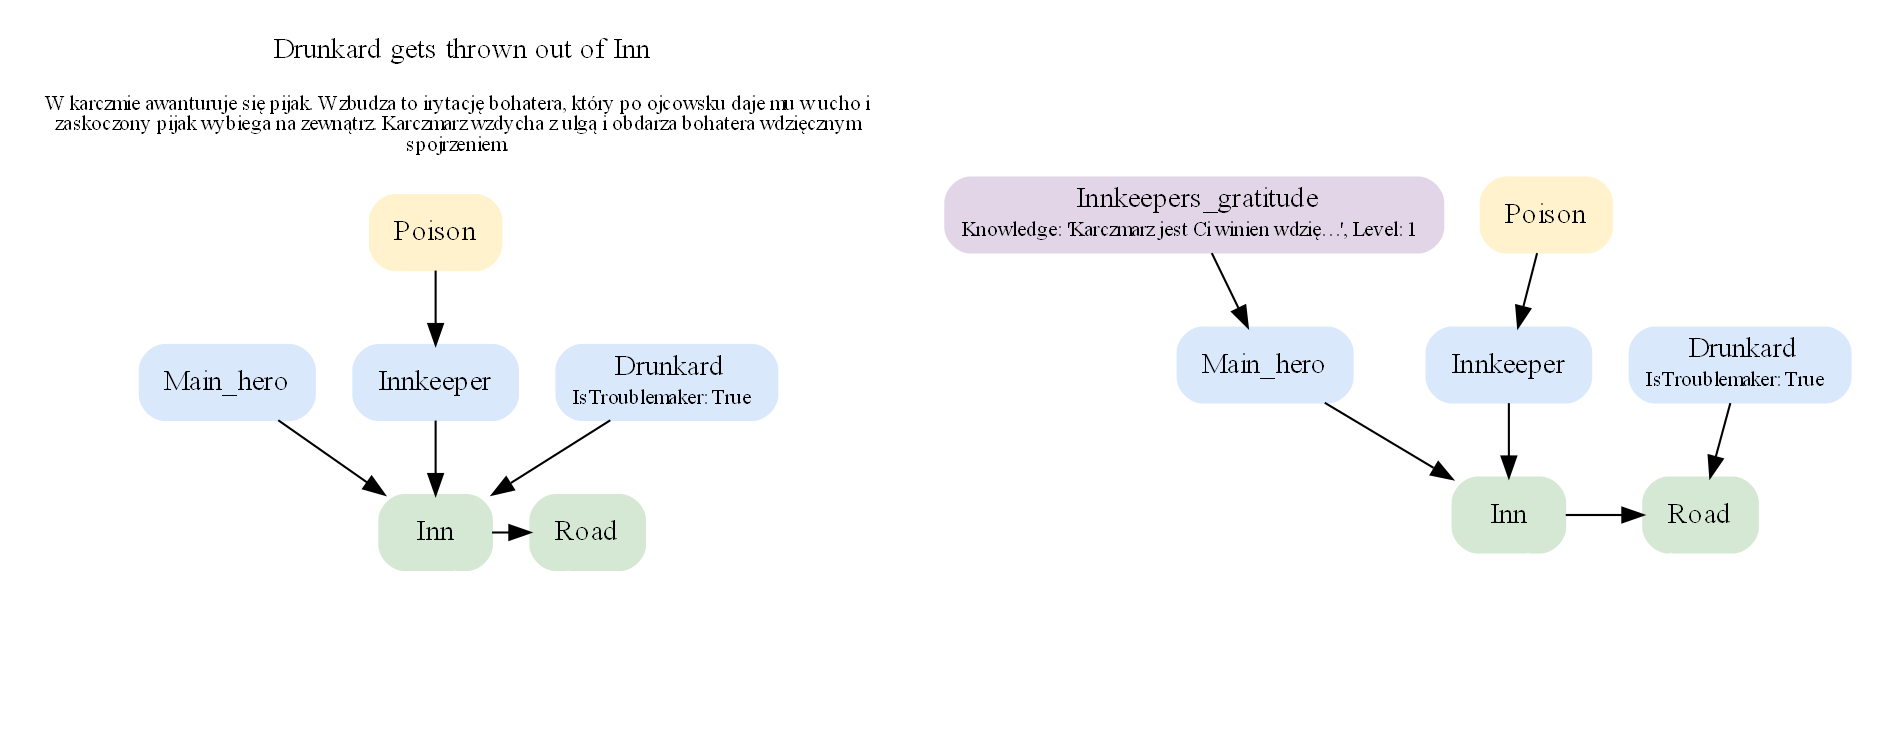 Drunkard gets thrown out of Inn
W karczmie awanturuje się pijak. Wzbudza to irytację bohatera, który po ojcowsku daje mu w ucho i
zaskoczony pijak wybiega na zewnątrz. Karczmarz wzdycha z ulgą i obdarza bohatera wdzięcznym
spojrzeniem.
Poison
Main_hero
Innkeeper
Drunkard
IsTroublemaker: True
Inn
Road
Innkeepers_gratitude
Knowledge: 'Karczmarz jest Ci winien wdzię…', Level: 1
Poison
Main_hero
Innkeeper
Drunkard
IsTroublemaker: True
Inn
Road